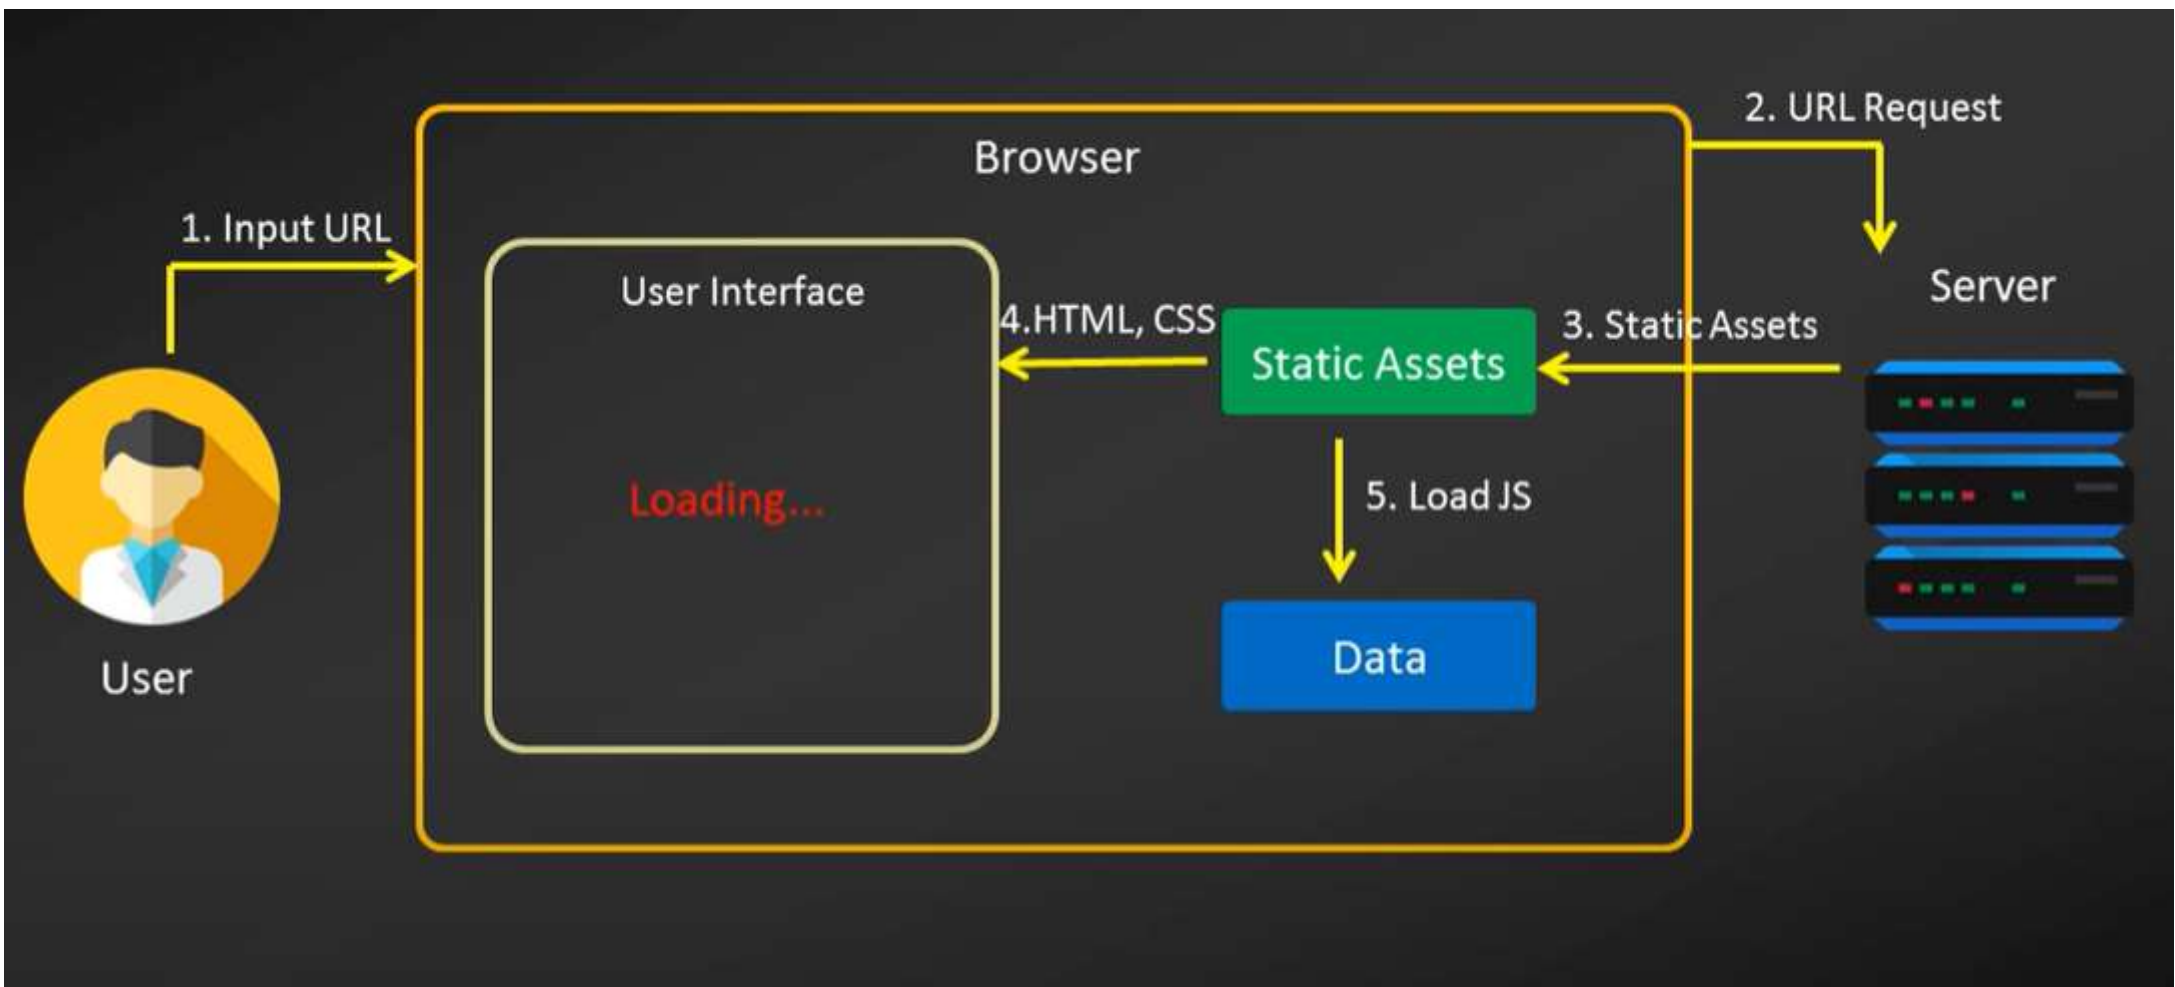 2. URL Request
Browser
1. Input URL
User Interface
Server
4.HTML, CSS
Static Assets
3. Static Assets
Loading...
5. Load JS
Data
User